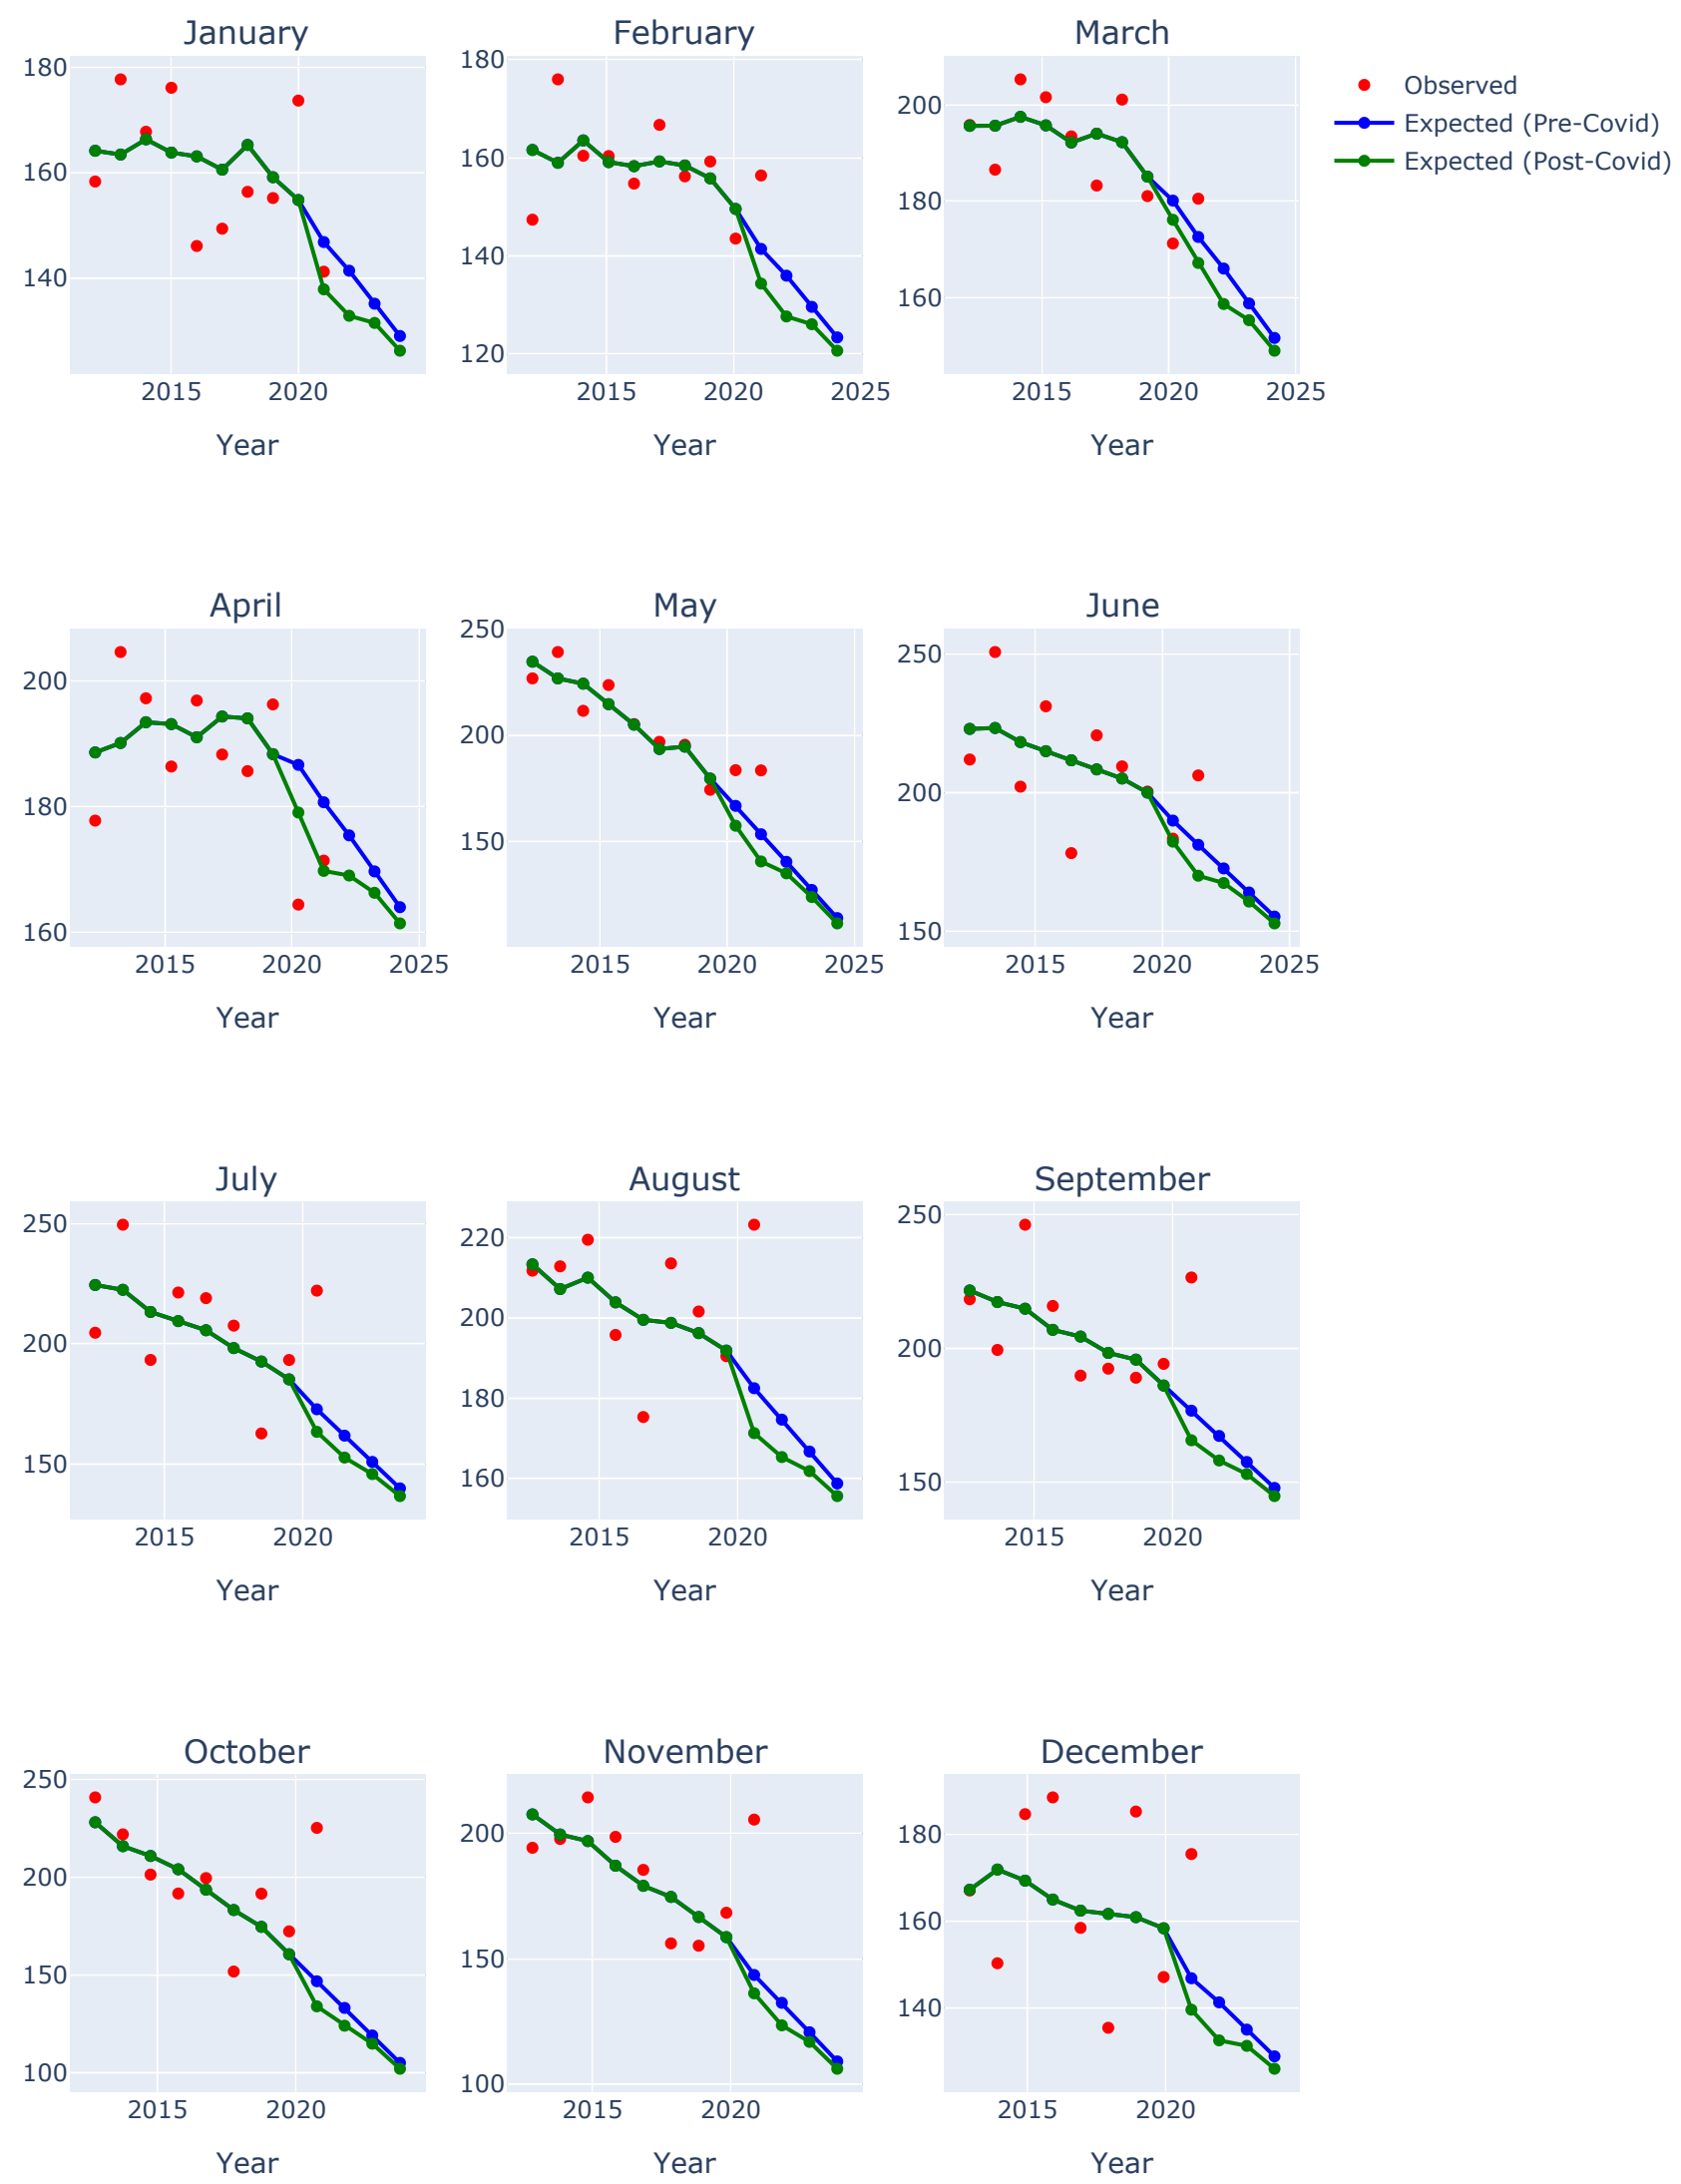 January
February
March
180
160
140
2015
2020
Year
180
160
140
120
2015
2020
2025
Year
200
180
160
2015
2020
2025
Year
Observed
Expected (Pre-Covid)
Expected (Post-Covid)
April
May
June
200
180
160
2015
2020
2025
Year
250
200
150
2015
2020
2025
Year
250
200
150
2015
2020
2025
Year
July
August
September
250
200
150
2015
2020
Year
220
200
180
160
2015
2020
Year
250
200
150
2015
2020
Year
October
November
December
250
200
150
100
2015
2020
Year
200
150
100
2015
2020
Year
180
160
140
2015
2020
Year